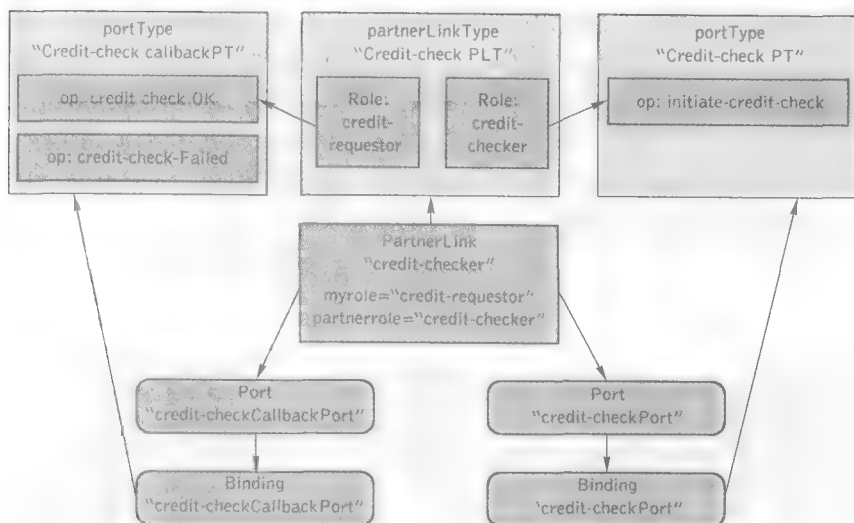 portType
"Credit-check callbackPT"
op: credit check OK
op: credit-check-Failed
partnerLinkType
"Credit-check PLT"
Role:
credit-
requestor
Role:
credit-
checker
portType
"Credit-check PT"
op: initiate-credit-check
PartnerLink
"credit-checker"
myrole="credit-requestor"
partnerrole="credit-checker"
Port
"credit-checkCallbackPort"
Port
"credit-checkPort"
Binding
"credit-checkCallbackPort"
Binding
'credit-checkPort"